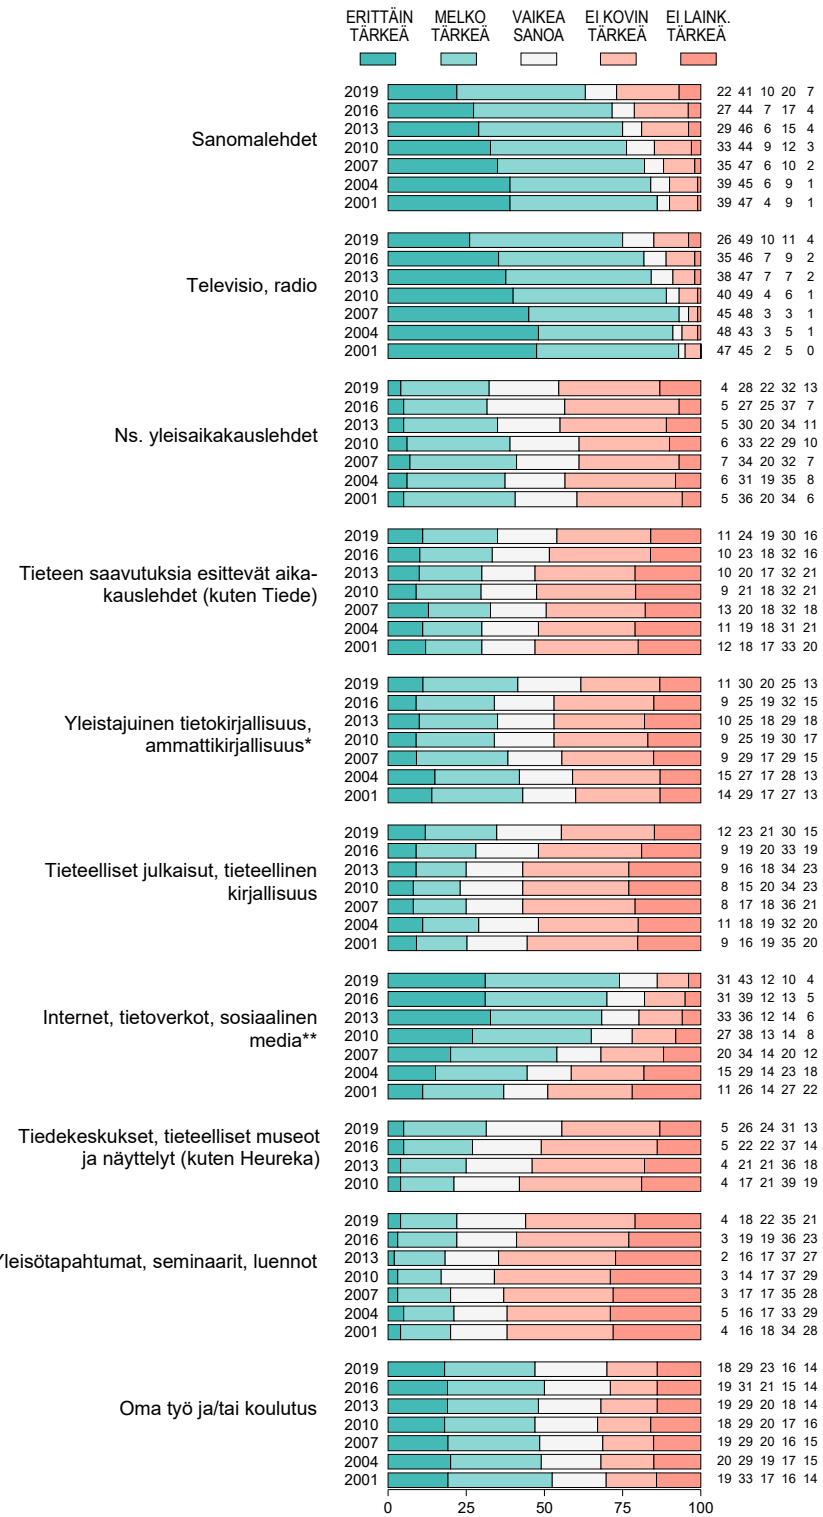 ERITTÄIN MELKO VAIKEA EI KOVIN EI LAINK.
TÄRKEÄ TÄRKEÄ SANOA TÄRKEÄ TÄRKEÄ
Sanomalehdet
2019 22 41 10 20 7
2016 27 44 7 17 4
2013 29 46 6 15 4
2010 33 44 9 12 3
2007 35 47 6 10 2
2004 39 45 6 9 1
2001 39 47 4 9 1
Televisio, radio
2019 26 49 10 11 4
2016 35 46 7 9 2
2013 38 47 7 7 2
2010 40 49 4 6 1
2007 45 48 3 3 1
2004 48 43 3 5 1
2001 47 45 2 5 0
Ns. yleisaikakauslehdet
2019 4 28 22 32 13
2016 5 27 25 37 7
2013 5 30 20 34 11
2010 6 33 22 29 10
2007 7 34 20 32 7
2004 6 31 19 35 8
2001 5 36 20 34 6
Tieteen saavutuksia esittevät aika-
kauslehdet (kuten Tiede)
2019 11 24 19 30 16
2016 10 23 18 32 16
2013 10 20 17 32 21
2010 9 21 18 32 21
2007 13 20 18 32 18
2004 11 19 18 31 21
2001 12 18 17 33 20
Yleistajuinen tietokirjallisuus,
ammattikirjallisuus*
2019 11 30 20 25 13
2016 9 25 19 32 15
2013 10 25 18 29 18
2010 9 25 19 30 17
2007 9 29 17 29 15
2004 15 27 17 28 13
2001 14 29 17 27 13
Tieteelliset julkaisut, tieteellinen
kirjallisuus
2019 12 23 21 30 15
2016 9 19 20 33 19
2013 9 16 18 34 23
2010 8 15 20 34 23
2007 8 17 18 36 21
2004 11 18 19 32 20
2001 9 16 19 35 20
Internet, tietoverkot, sosiaalinen
media**
2019 31 43 12 10 4
2016 31 39 12 13 5
2013 33 36 12 14 6
2010 27 38 13 14 8
2007 20 34 14 20 12
2004 15 29 14 23 18
2001 11 26 14 27 22
Tiedekeskukset, tieteelliset museot
ja näyttelyt (kuten Heureka)
2019 5 26 24 31 13
2016 5 22 22 37 14
2013 4 21 21 36 18
2010 4 17 21 39 19
leisötapahtumat, seminaarit, luennot
2019 4 18 22 35 21
2016 3 19 19 36 23
2013 2 16 17 37 27
2010 3 14 17 37 29
2007 3 17 17 35 28
2004 5 16 17 33 29
2001 4 16 18 34 28
Oma työ ja/tai koulutus
2019 18 29 23 16 14
2016 19 31 21 15 14
2013 19 29 20 18 14
2010 18 29 20 17 16
2007 19 29 20 16 15
2004 20 29 19 17 15
2001 19 33 17 16 14
0 25 50 75 100